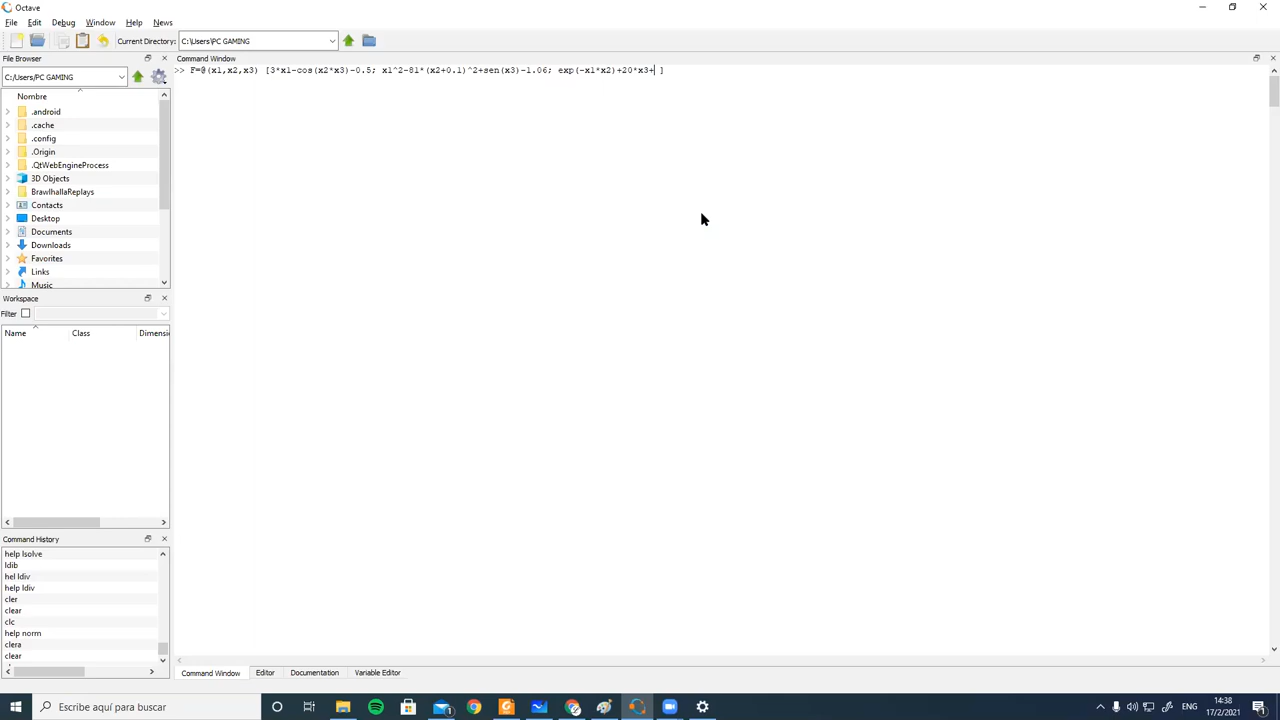 Octave
File Edit Debug Window Help News
Current Directory: C:\Users\PC GAMING
File Browser
C:/Users/PC GAMING
Nombre
.android
.cache
.config
.Origin
.QtWebEngineProcess
3D Objects
BrawlhallaReplays
Contacts
Desktop
Documents
Downloads
Favorites
Links
Music
Workspace
Filter
Name Class Dimensi
Command History
help lsolve
ldib
hel ldiv
help ldiv
cler
clear
clc
help norm
clera
clear
Command Window
>> F=@(x1,x2,x3) [3*x1-cos(x2*x3)-0.5; x1^2-81*(x2+0.1)^2+sen(x3)-1.06; exp(-x1*x2)+20*x3+ ]
Command Window Editor Documentation Variable Editor
Escribe aquí para buscar
ENG
14:38
17/2/2021